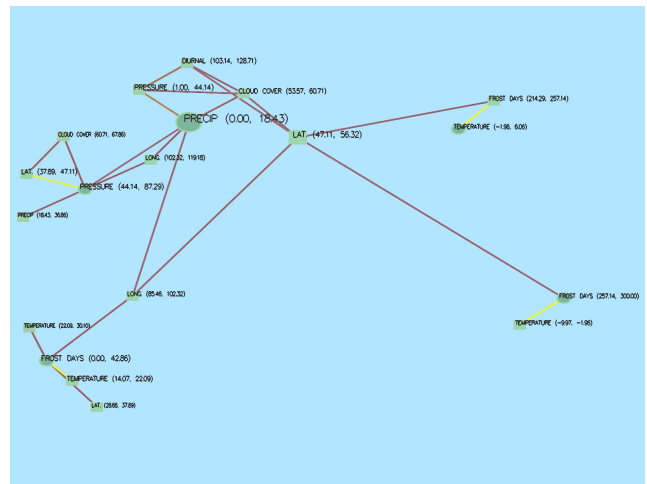 DIURNAL (103.14, 128.71)
PRESSURE (1.00, 44.14)
CLOUD COVER (53.57, 60.71)
FROST DAYS (214.29, 257.14)
PRECIP (0.00, 18.43)
TEMPERATURE (-1.96, 6.06)
CLOUD COVER (60.71, 67.86)
LAT. (47.11, 56.32)
LONG. (102.32, 119.18)
LAT. (37.89, 47.11)
PRESSURE (44.14, 87.29)
PRECIP (18.43, 36.86)
LONG. (85.46, 102.32)
FROST DAYS (257.14, 300.00)
TEMPERATURE (22.09, 30.10)
TEMPERATURE (-9.97, -1.96)
FROST DAYS (0.00, 42.86)
TEMPERATURE (14.07, 22.09)
LAT. (28.68, 37.89)